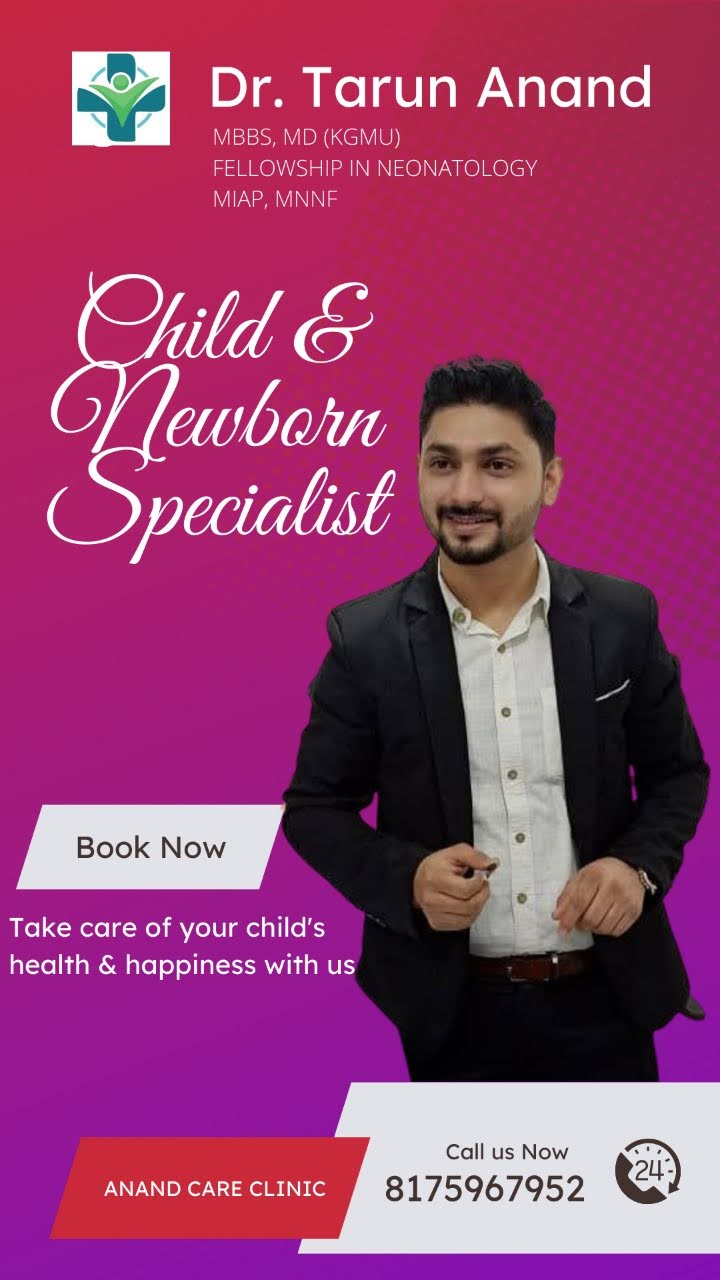 Dr. Tarun Anand
MBBS, MD (KGMU)
FELLOWSHIP IN NEONATOLOGY
MIAP, MNNF
Child &
Newborn
Specialist
Book Now
Take care of your child's
health & happiness with us
ANAND CARE CLINIC
Call us Now
8175967952
24